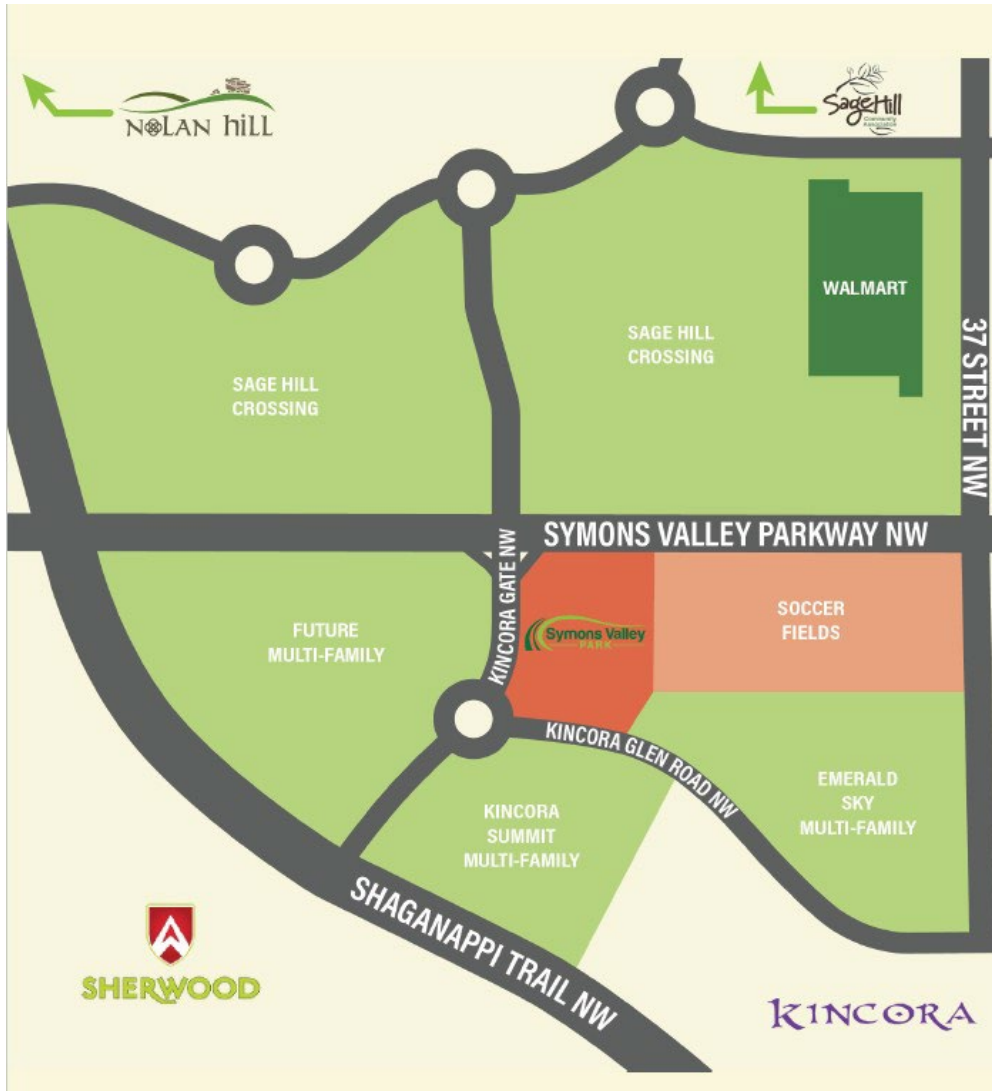 NOLAN HILL
SageHill
Community
Association
WALMART
37 STREET NW
SAGE HILL
CROSSING
SAGE HILL
CROSSING
SYMONS VALLEY PARKWAY NW
KINCORA GATE NW
SOCCER
FIELDS
FUTURE
MULTI-FAMILY
Symons Valley
PARK
KINCORA GLEN ROAD NW
EMERALD
SKY
MULTI-FAMILY
KINCORA
SUMMIT
MULTI-FAMILY
SHAGANAPPI TRAIL NW
SHERWOOD
KINCORA